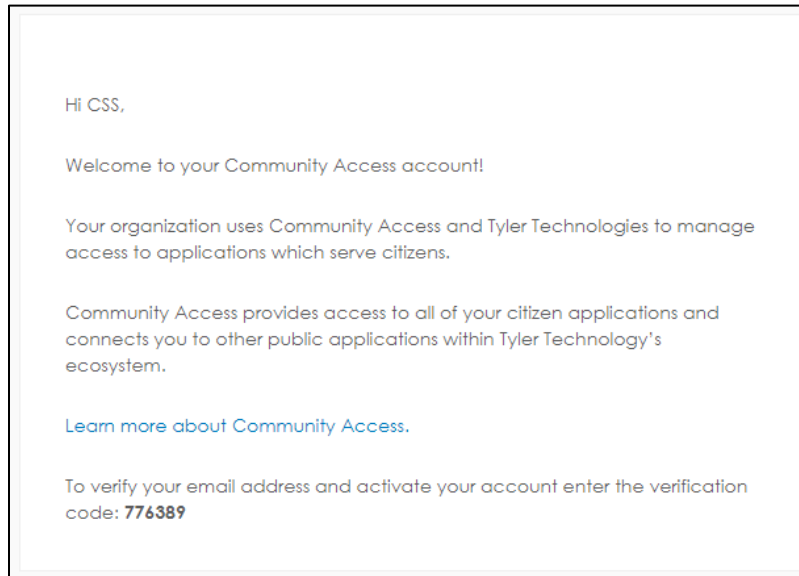 Hi CSS,
Welcome to your Community Access account!
Your organization uses Community Access and Tyler Technologies to manage
access to applications which serve citizens.
Community Access provides access to all of your citizen applications and
connects you to other public applications within Tyler Technology’s
ecosystem.
Learn more about Community Access.
To verify your email address and activate your account enter the verification
code: 776389